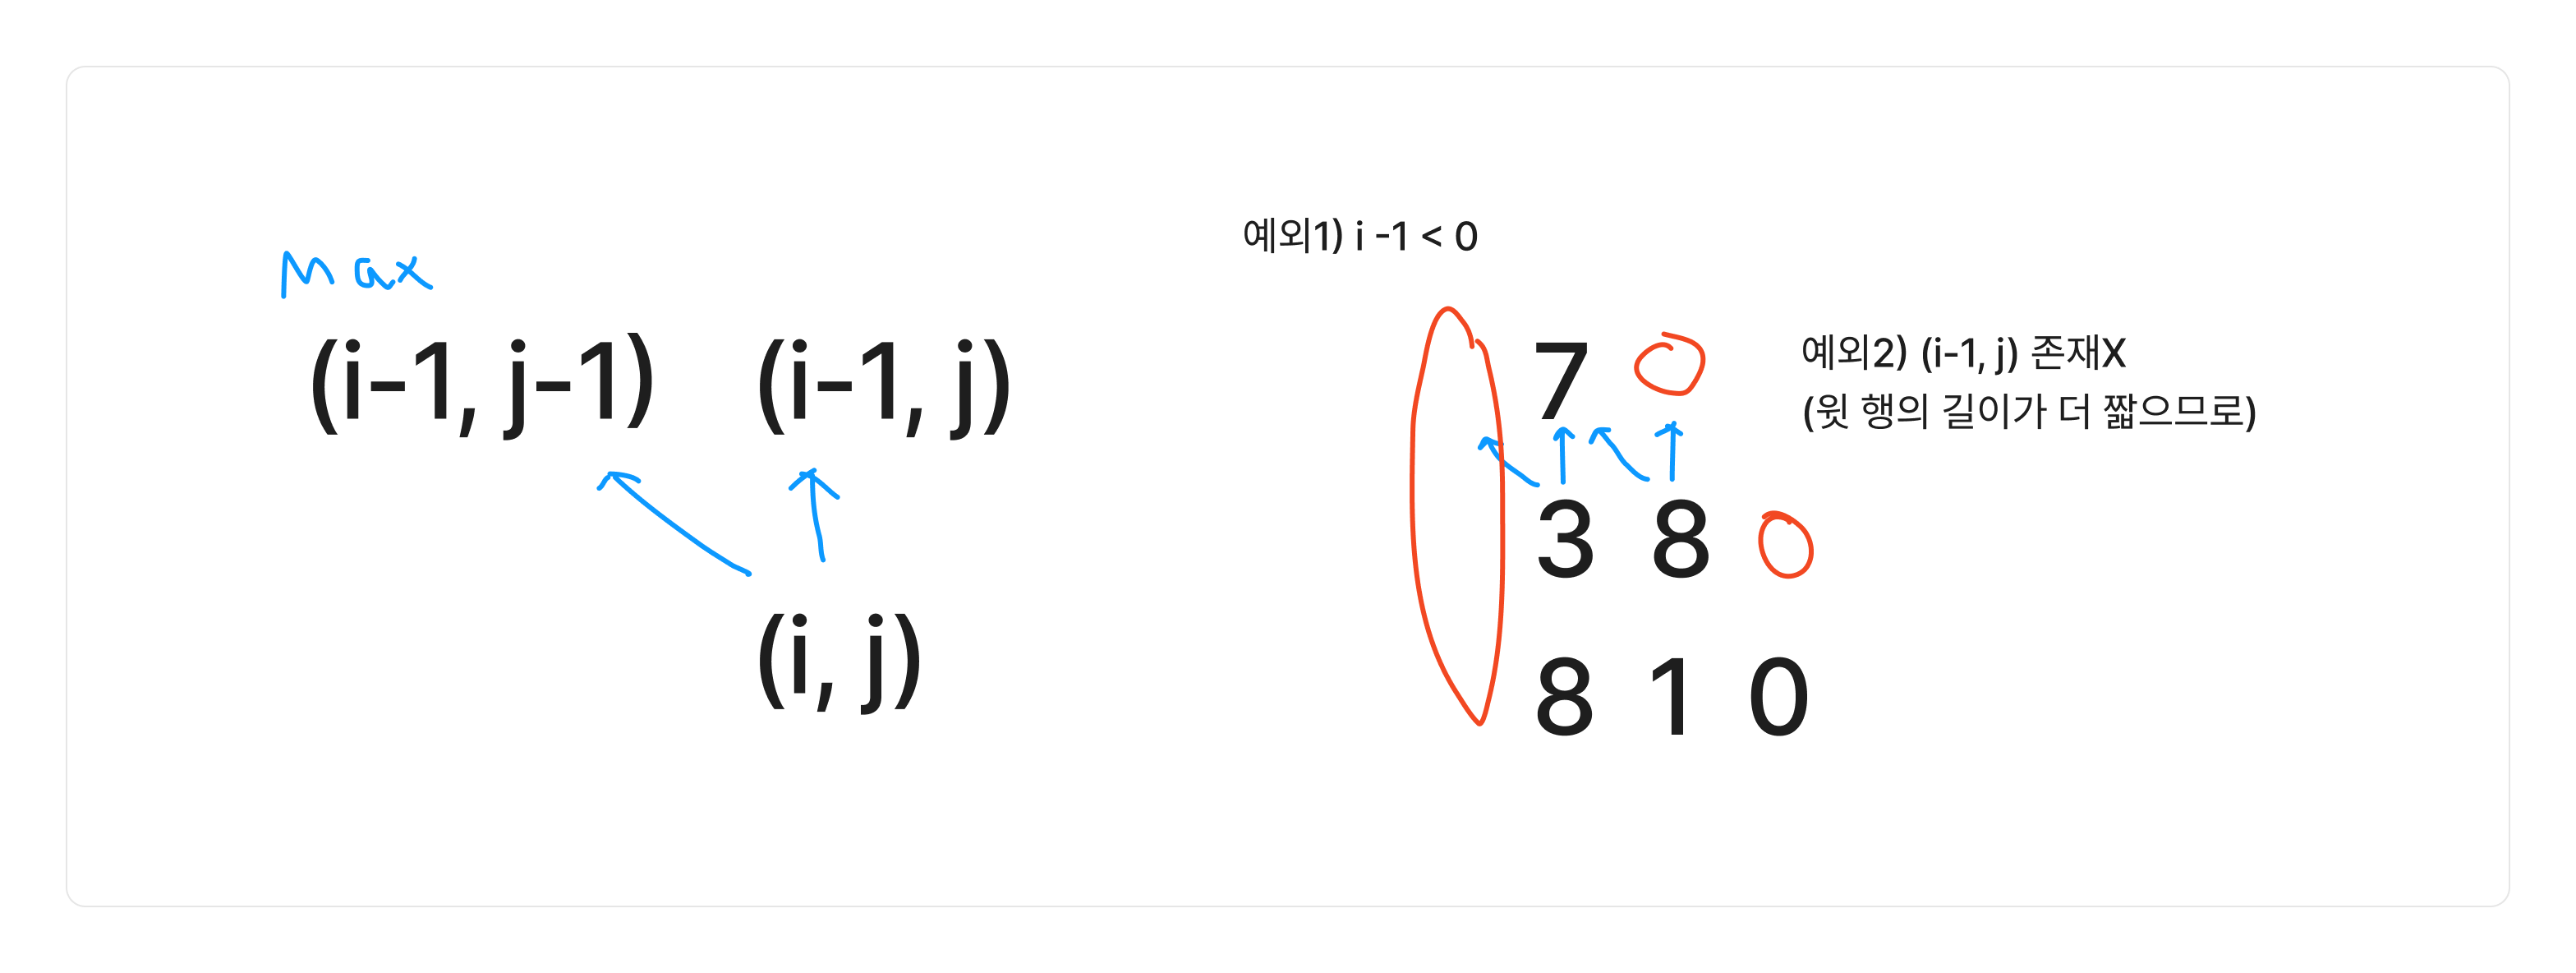 Max
(i-1, j-1) (i-1, j)
(i, j)
예외1) i -1 < 0
7
예외2) (i-1, j) 존재X
(윗 행의 길이가 더 짧으므로)
3 8
8 1 0